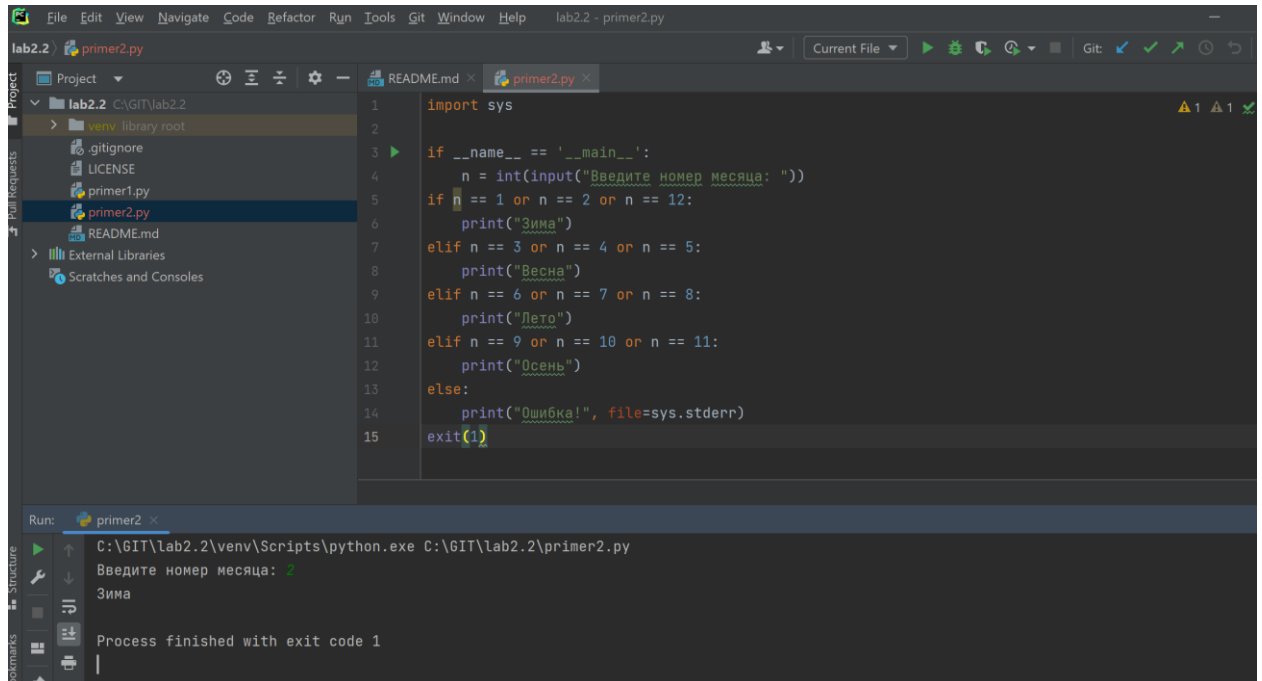 File Edit View Navigate Code Refactor Run Tools Git Window Help lab2.2 - primer2.py
lab2.2 primer2.py Current File Git:
Project README.md primer2.py
Project
lab2.2 C:\GIT\lab2.2
venv library root
.gitignore
LICENSE
primer1.py
primer2.py
README.md
External Libraries
Scratches and Consoles
Pull Requests
1 import sys
2
3 if __name__ == '__main__':
4 n = int(input("Введите номер месяца: "))
5 if n == 1 or n == 2 or n == 12:
6 print("Зима")
7 elif n == 3 or n == 4 or n == 5:
8 print("Весна")
9 elif n == 6 or n == 7 or n == 8:
10 print("Лето")
11 elif n == 9 or n == 10 or n == 11:
12 print("Осень")
13 else:
14 print("Ошибка!", file=sys.stderr)
15 exit(1)
1 1
Run: primer2
C:\GIT\lab2.2\venv\Scripts\python.exe C:\GIT\lab2.2\primer2.py
Введите номер месяца: 2
Зима
Process finished with exit code 1
Structure